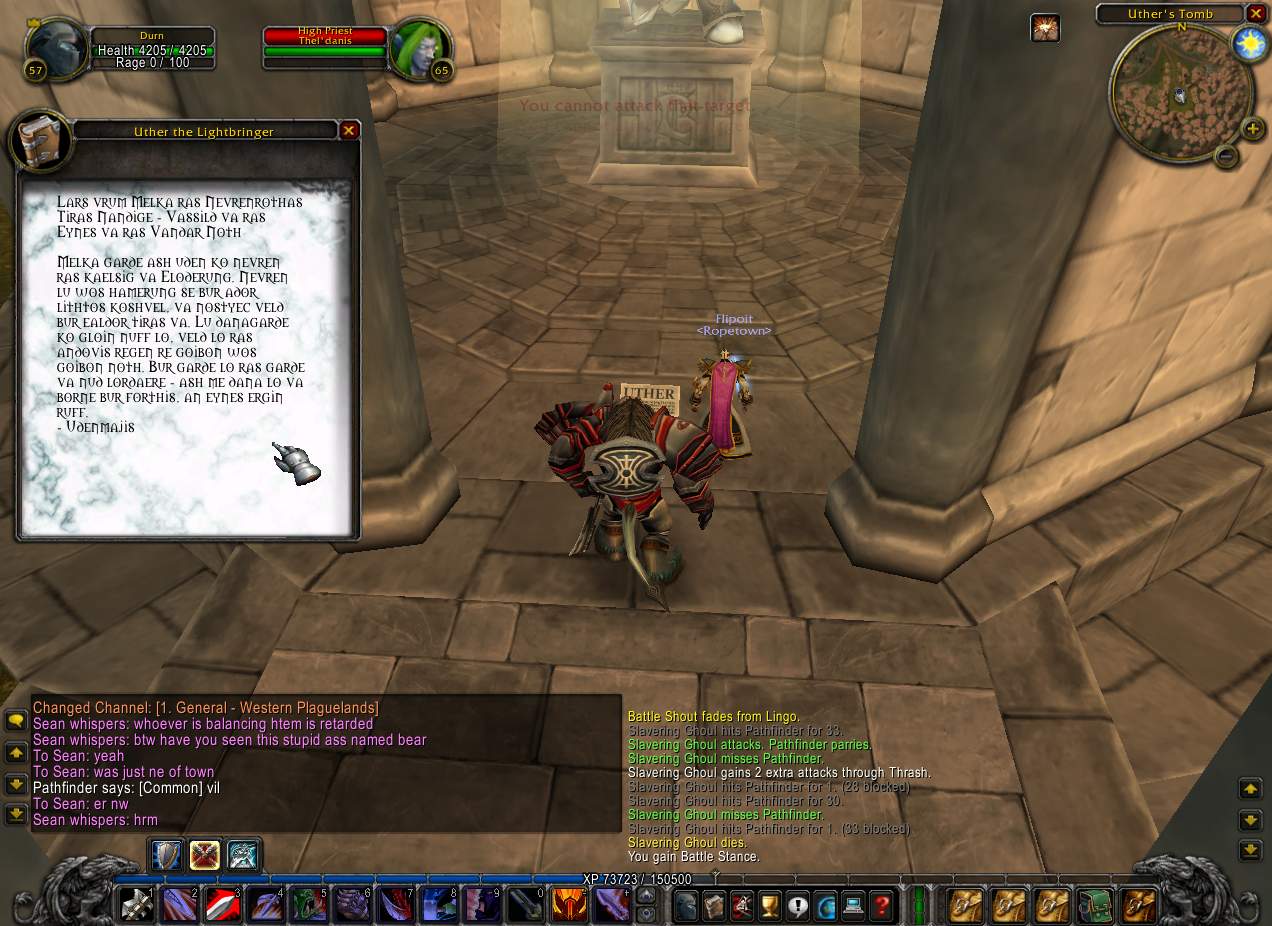 Durn
Health 4205 / 4205
Rage 0 / 100
57
High Priest
Thel'danis
65
Uther's Tomb
N
You cannot attack that target.
Uther the Lightbringer
Lars vrum Melka ras Nevrenrothas
Tiras Nandige - Vassild va ras
Eynes va ras Vandar Noth
Melka garde ash uden ko nevren
ras kaelsig va Eloderung. Nevren
lu wos hamerung se bur ador
lithtos koshvel, va nostyec veld
bur ealdor tiras va. Lu danagarde
ko gloin nuff lo, veld lo ras
andovis regen re goibon wos
goibon noth. Bur garde lo ras garde
va nud lordaere - ash me dana lo va
borne bur forthis. an eynes ergin
ruff.
- Udenmajis
Flipoit
<Ropetown>
UTHER
Changed Channel: [1. General - Western Plaguelands]
Sean whispers: whoever is balancing htem is retarded
Sean whispers: btw have you seen this stupid ass named bear
To Sean: yeah
To Sean: was just ne of town
Pathfinder says: [Common] vil
To Sean: er nw
Sean whispers: hrm
Battle Shout fades from Lingo.
Slavering Ghoul hits Pathfinder for 33.
Slavering Ghoul attacks. Pathfinder parries.
Slavering Ghoul misses Pathfinder.
Slavering Ghoul gains 2 extra attacks through Thrash.
Slavering Ghoul hits Pathfinder for 1. (28 blocked)
Slavering Ghoul hits Pathfinder for 30.
Slavering Ghoul misses Pathfinder.
Slavering Ghoul hits Pathfinder for 1. (33 blocked)
Slavering Ghoul dies.
You gain Battle Stance.
XP 73723 / 150500
1 2 3 4 5 6 7 8 9 0 - +